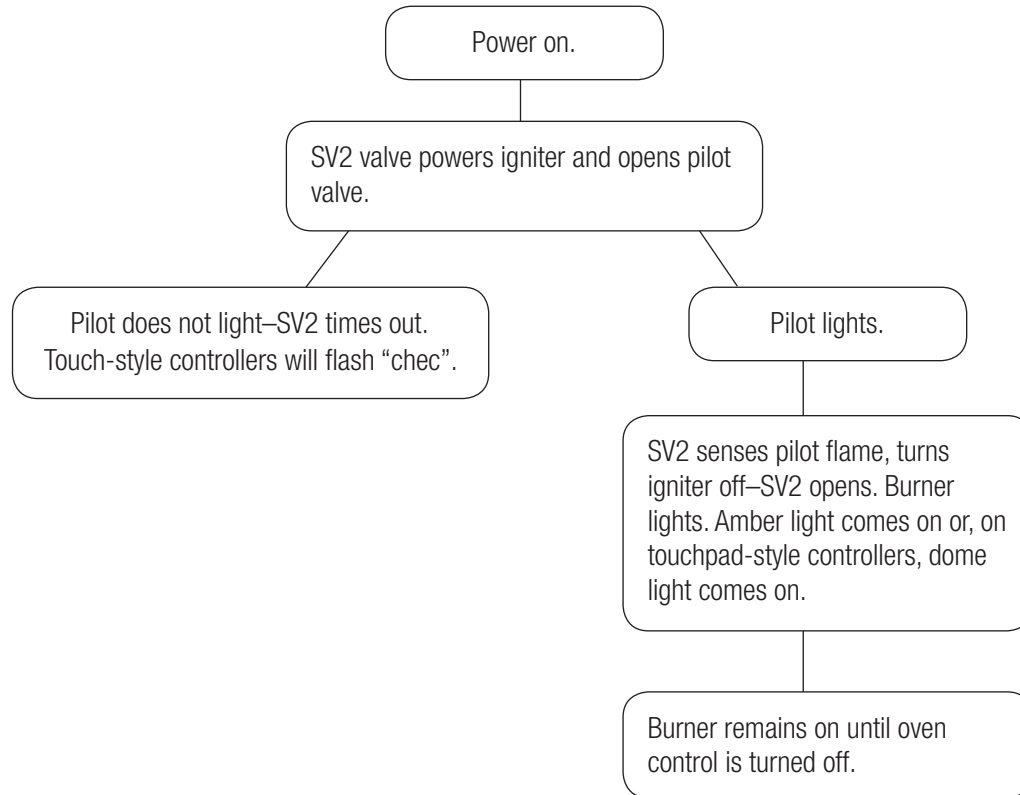 Power on.
SV2 valve powers igniter and opens pilot
valve.
Pilot does not light–SV2 times out.
Touch-style controllers will flash “chec”.
Pilot lights.
SV2 senses pilot flame, turns
igniter off–SV2 opens. Burner
lights. Amber light comes on or, on
touchpad-style controllers, dome
light comes on.
Burner remains on until oven
control is turned off.